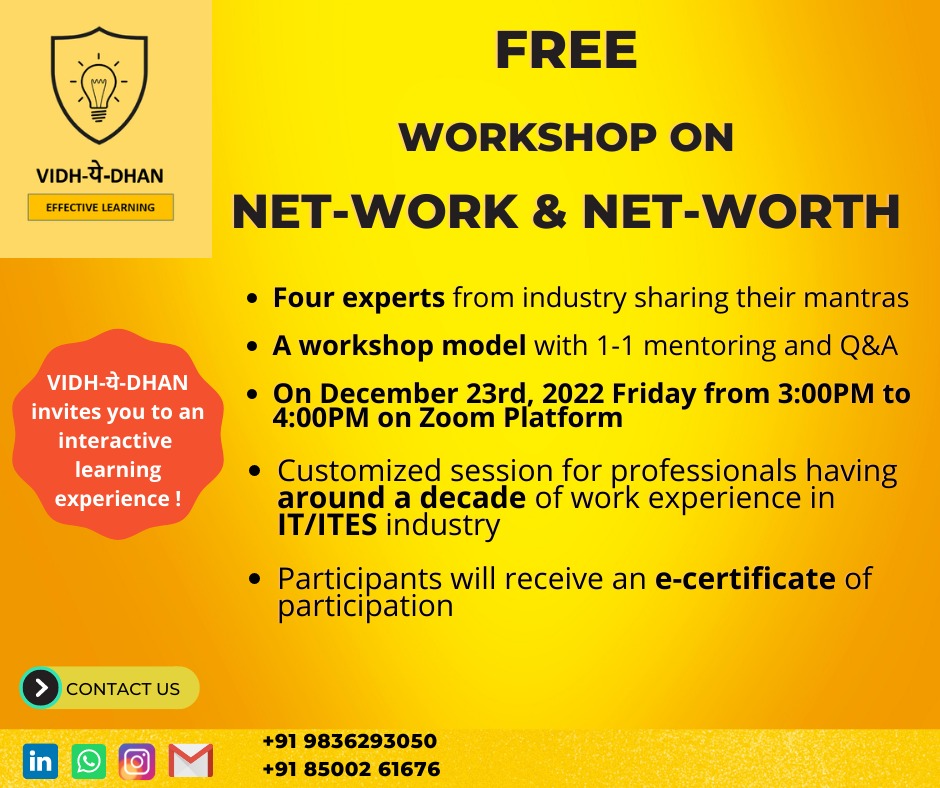 VIDH-ये-DHAN
EFFECTIVE LEARNING
FREE
WORKSHOP ON
NET-WORK & NET-WORTH
• Four experts from industry sharing their mantras
• A workshop model with 1-1 mentoring and Q&A
• On December 23rd, 2022 Friday from 3:00PM to
4:00PM on Zoom Platform
• Customized session for professionals having
around a decade of work experience in
IT/ITES industry
• Participants will receive an e-certificate of
participation
VIDH-ये-DHAN
invites you to an
interactive
learning
experience !
CONTACT US
in
+91 9836293050
+91 85002 61676